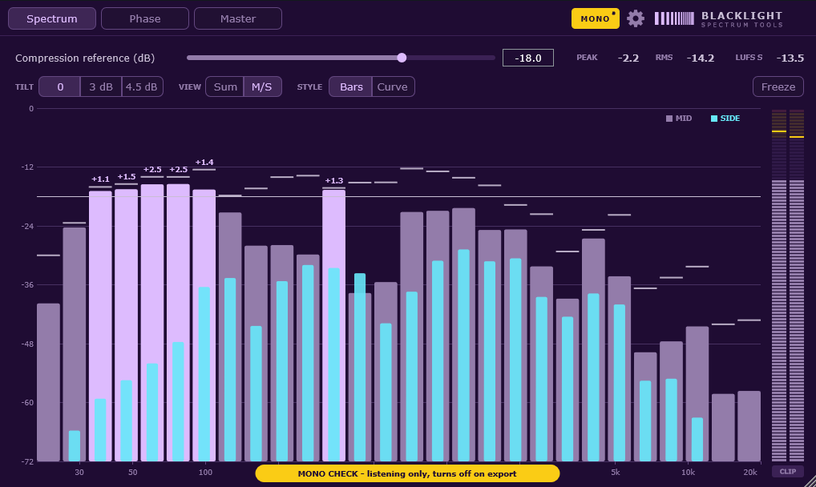 Spectrum Phase Master MONO BLACKLIGHT
SPECTRUM TOOLS
Compression reference (dB) -18.0 PEAK -2.2 RMS -14.2 LUFS S -13.5
TILT 0 3 dB 4.5 dB VIEW Sum M/S STYLE Bars Curve Freeze
0
MID SIDE
-12
+1.1 +1.5 +2.5 +2.5 +1.4 +1.3
-24
-36
-48
-60
-72
30 50 100 5k 10k 20k CLIP
MONO CHECK - listening only, turns off on export